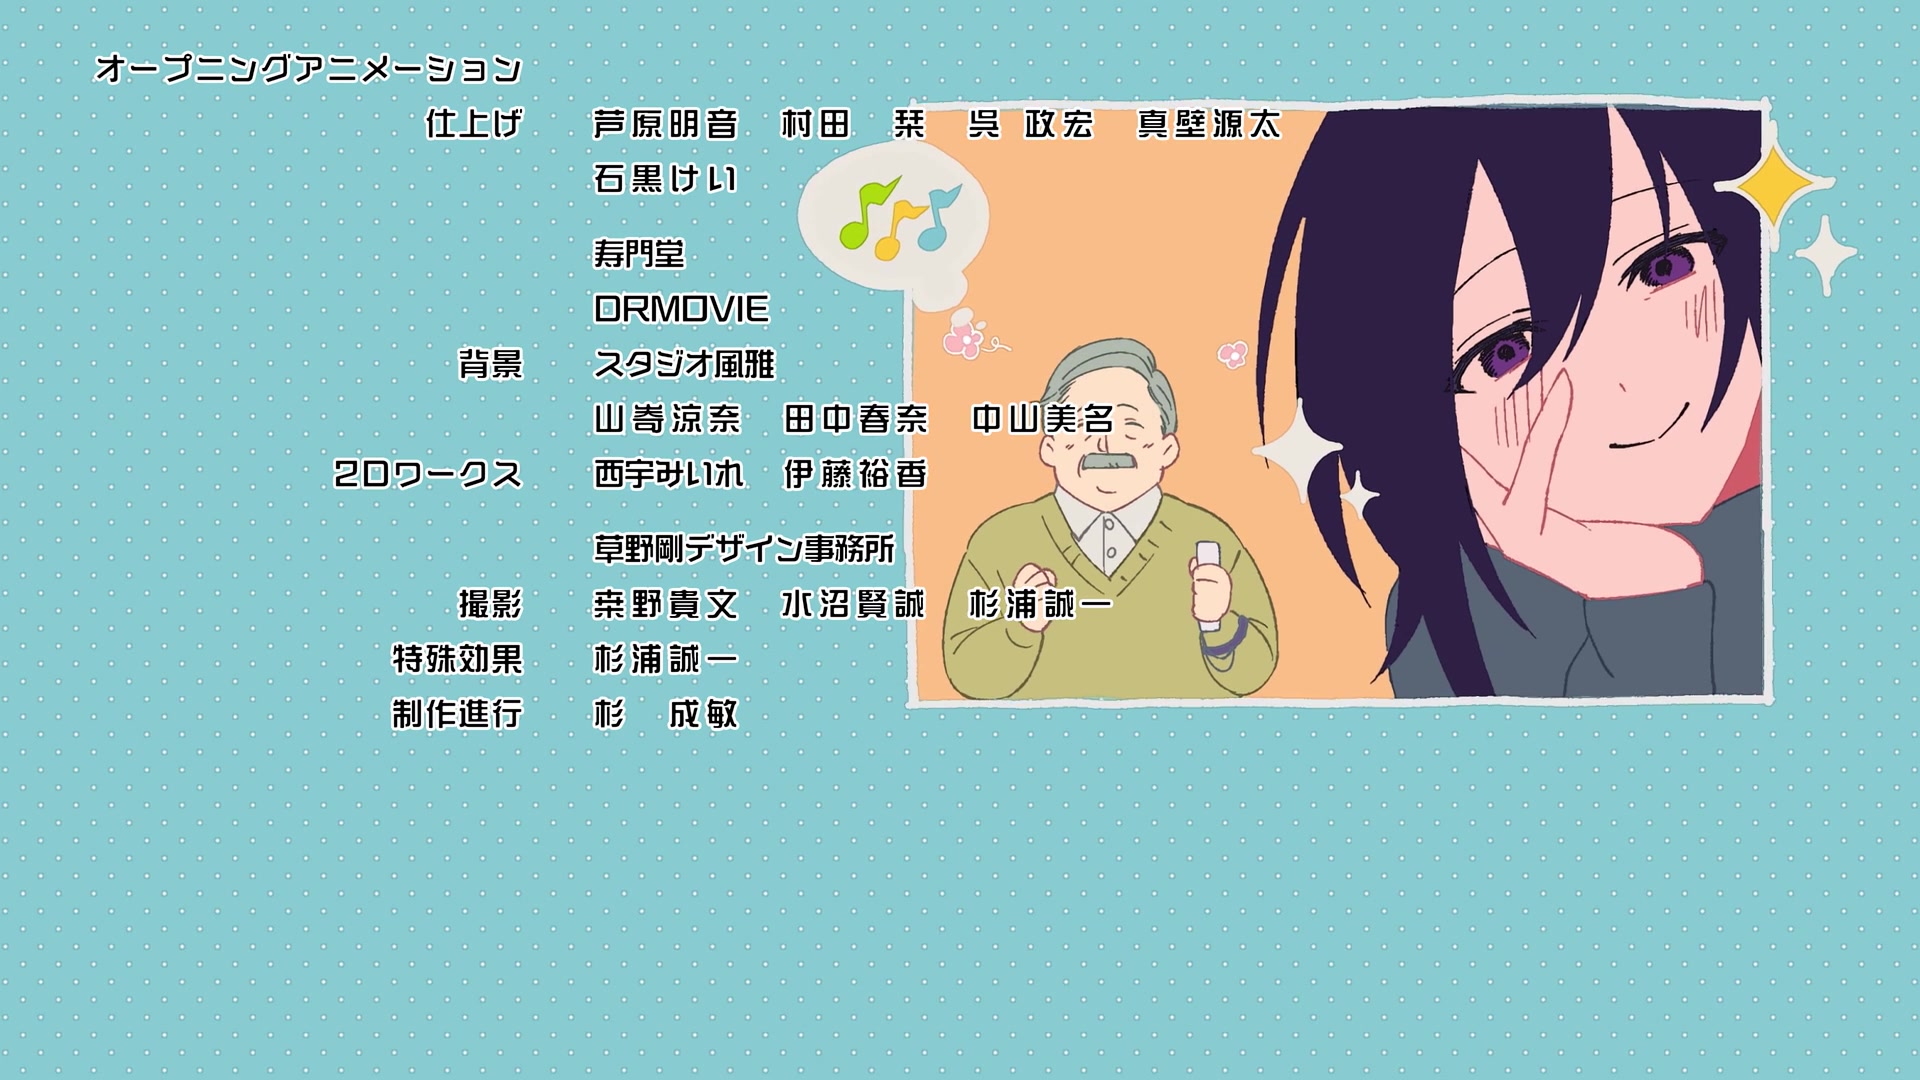 オープニングアニメーション
仕上げ 芦原明音 村田 栞 呉 政宏 真壁源太
石黒けい
寿門堂
DRMOVIE
背景 スタジオ風雅
山嵜涼奈 田中春奈 中山美名
2Dワークス 西宇みいれ 伊藤裕香
草野剛デザイン事務所
撮影 桒野貴文 水沼賢誠 杉浦誠一
特殊効果 杉浦誠一
制作進行 杉 成敏